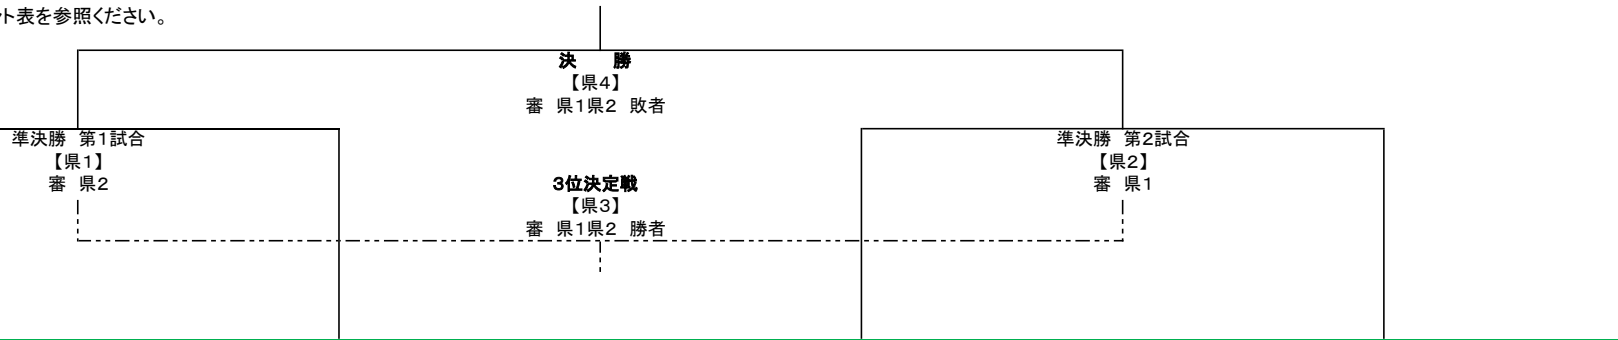 ト表を参照ください。
決　　勝
【県4】
審　県1県2　敗者
準決勝　第1試合
【県1】
審　県2
3位決定戦
【県3】
審　県1県2　勝者
準決勝　第2試合
【県2】
審　県1